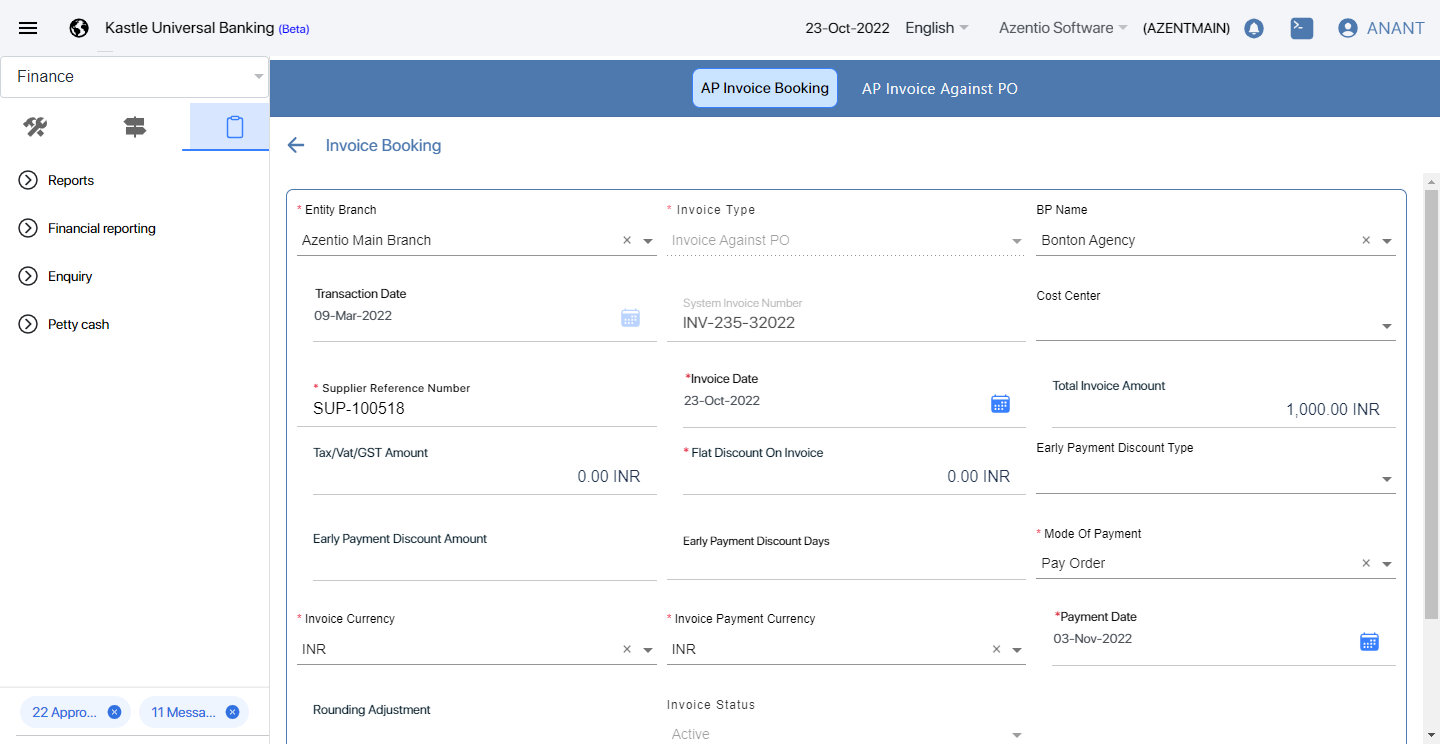 Kastle Universal Banking (Beta)
23-Oct-2022
English
Azentio Software
(AZENTMAIN)
ANANT
Finance
AP Invoice Booking
AP Invoice Against PO
Reports
Financial reporting
Enquiry
Petty cash
22 Appro...
11 Messa...
Invoice Booking
* Entity Branch
Azentio Main Branch
* Invoice Type
Invoice Against PO
BP Name
Bonton Agency
Transaction Date
09-Mar-2022
System Invoice Number
INV-235-32022
Cost Center
* Supplier Reference Number
SUP-100518
*Invoice Date
23-Oct-2022
Total Invoice Amount
1,000.00 INR
Tax/Vat/GST Amount
0.00 INR
* Flat Discount On Invoice
0.00 INR
Early Payment Discount Type
Early Payment Discount Amount
Early Payment Discount Days
* Mode Of Payment
Pay Order
* Invoice Currency
INR
* Invoice Payment Currency
INR
*Payment Date
03-Nov-2022
Rounding Adjustment
Invoice Status
Active